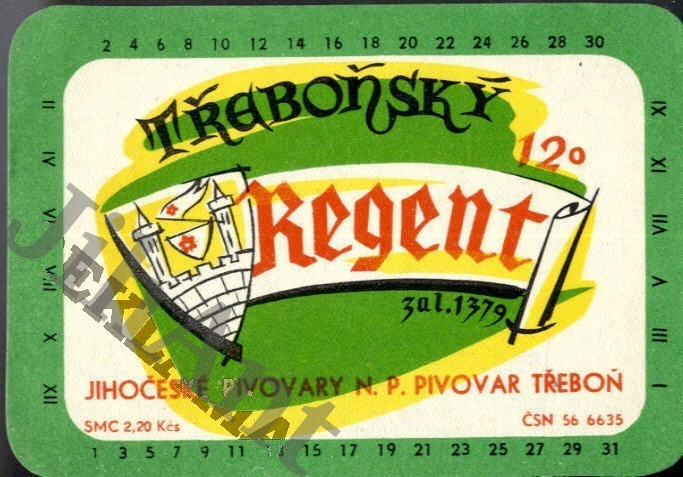 2 4 8 10 12 14 16 18 20 22 24 26 28 30
TŘEBOŇSKÝ
12°
Regent
zal. 1379
JIHOČESKÉ PIVOVARY N. P. PIVOVAR TŘEBOŇ
SMC 2,20 Kčs
ČSN 56 6635
1 3 5 7 9 11 13 15 17 19 21 23 25 27 29 31
II
IV
VI
VIII
X
XII
XI
IX
VII
V
III
I